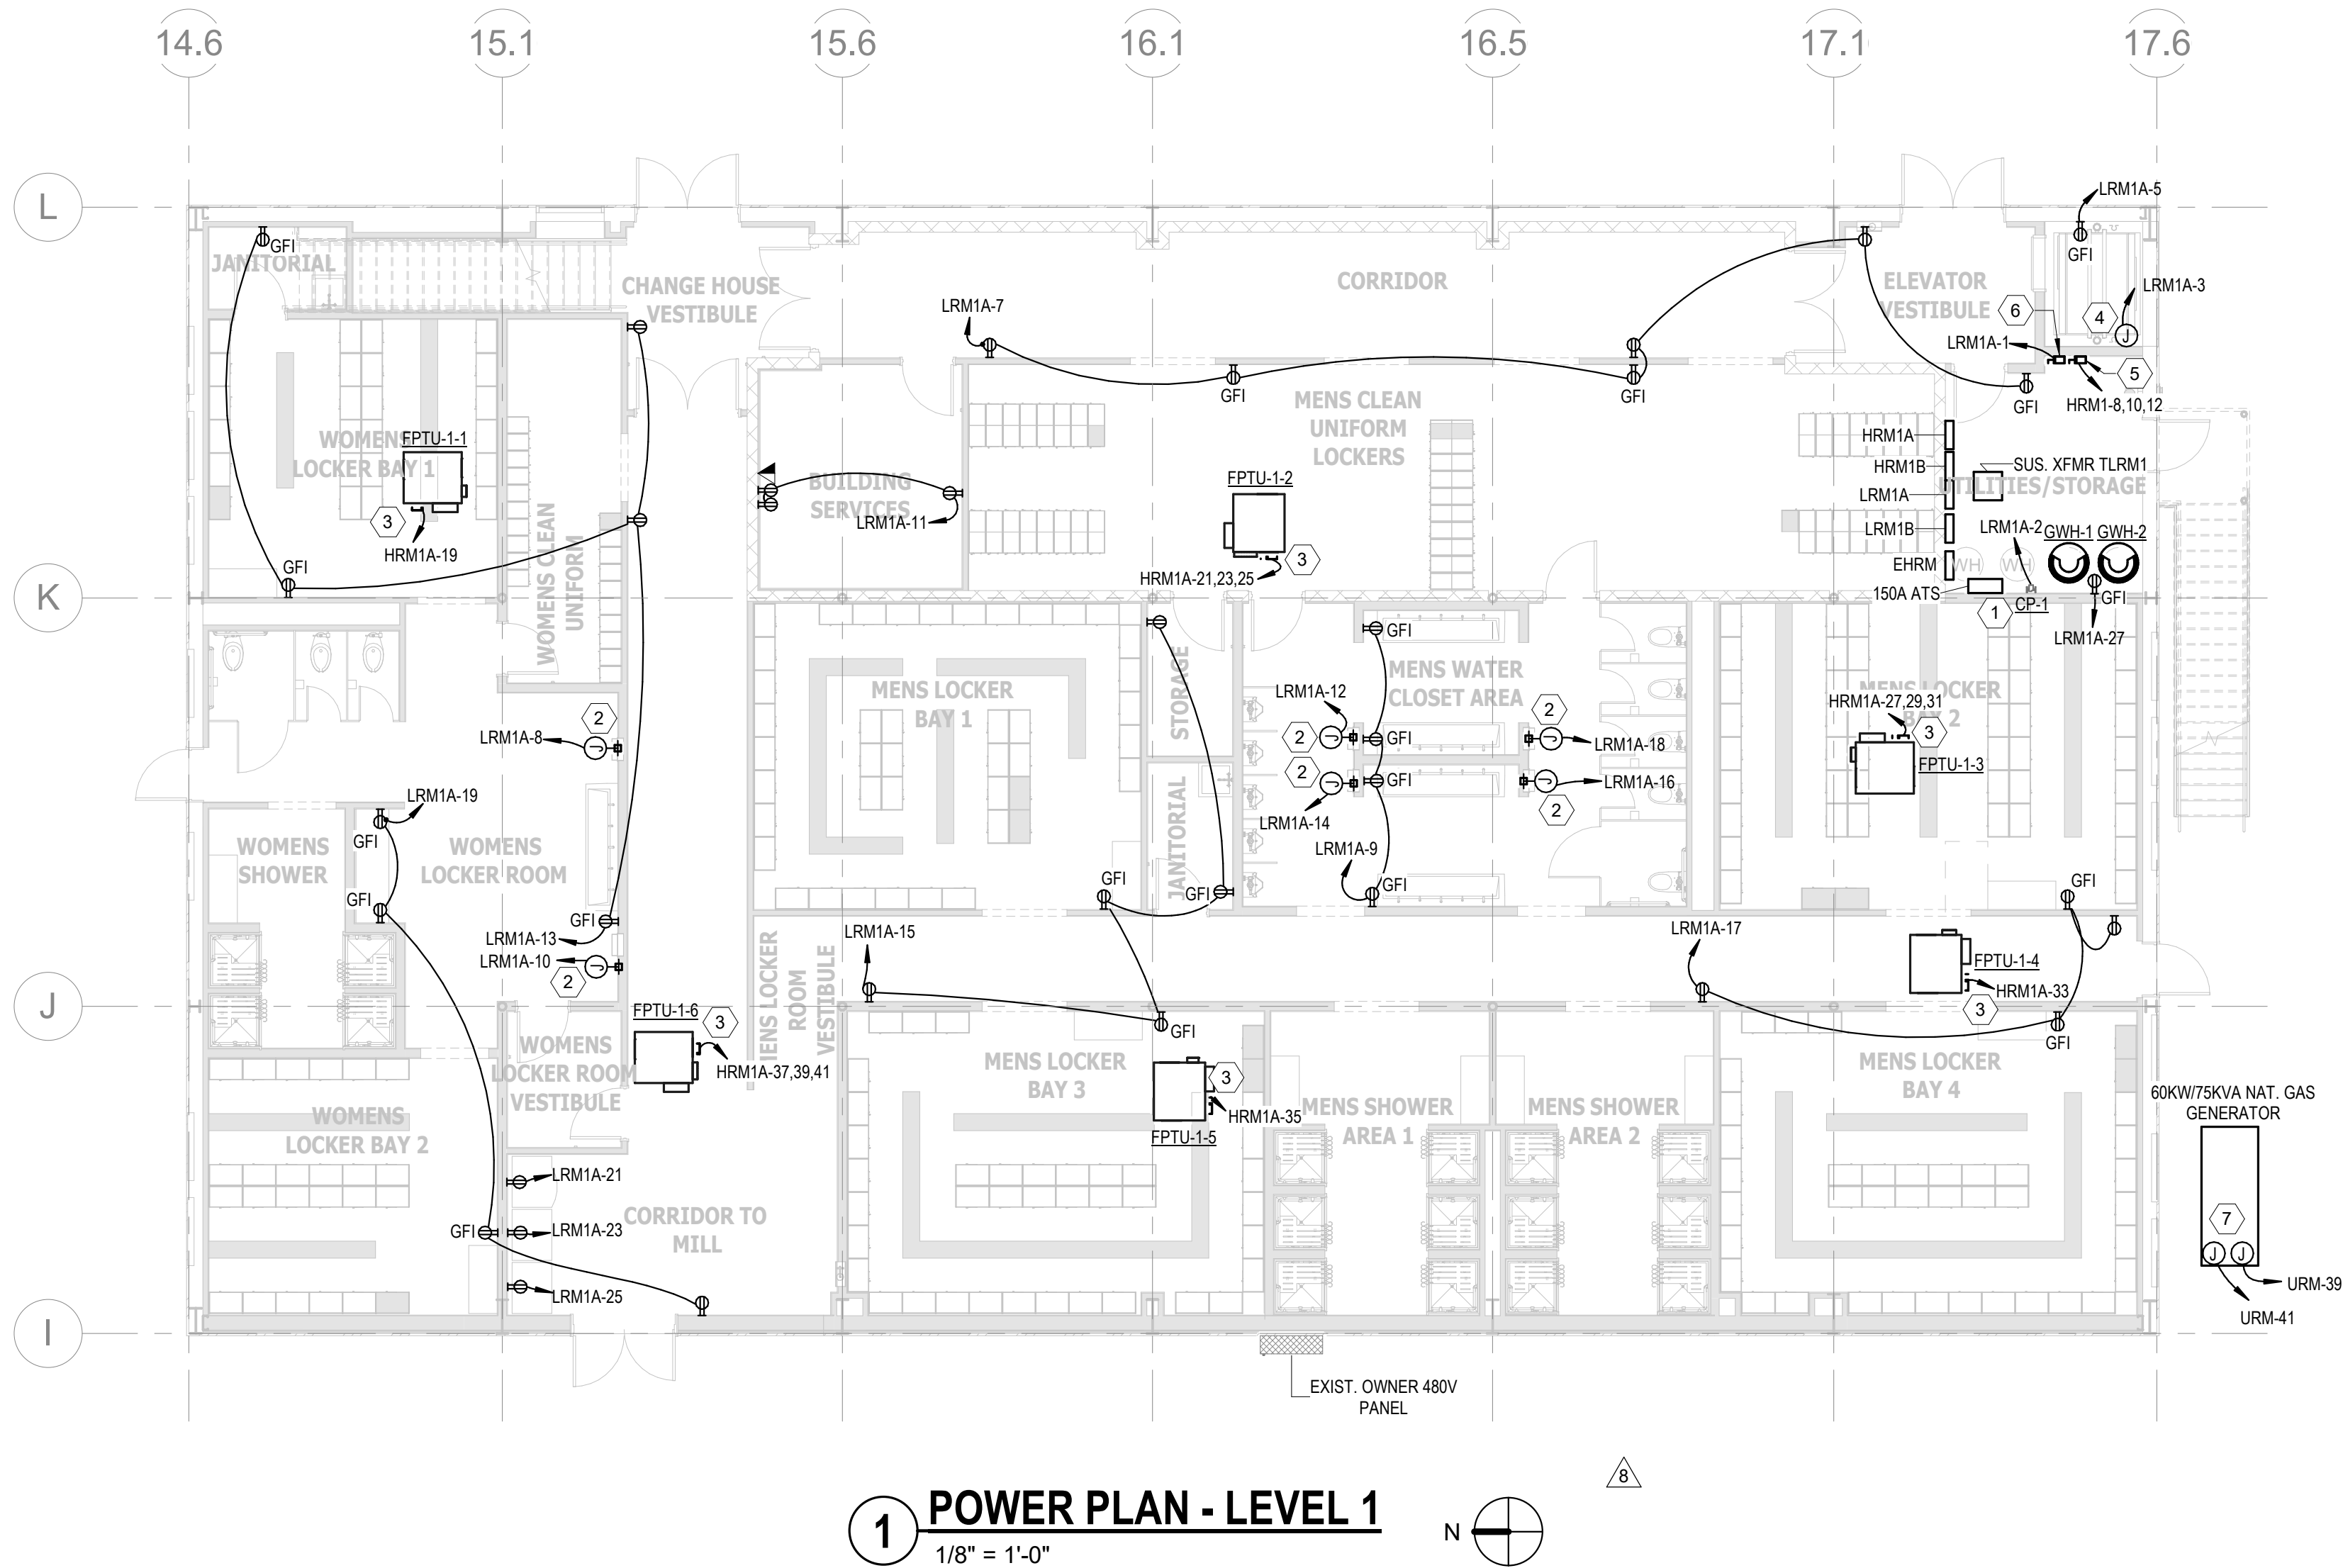 14.6
15.1
15.6
16.1
16.5
17.1
17.6
L
LRM1A-5
GFI
JANITORIAL
GFI
CHANGE HOUSE
VESTIBULE
CORRIDOR
ELEVATOR
VESTIBULE
LRM1A-3
6
4
J
LRM1A-7
LRM1A-1
5
GFI
GFI
GFI
HRM1-8,10,12
MENS CLEAN
UNIFORM
LOCKERS
WOMENS
LOCKER BAY 1
FPTU-1-1
3
HRM1A-19
BUILDING
SERVICES
LRM1A-11
FPTU-1-2
3
HRM1A-21,23,25
HRM1A
HRM1B
LRM1A
LRM1B
EHRM
150A ATS
SUS. XFMR TLRM1
UTILITIES/STORAGE
LRM1A-2
GWH-1
GWH-2
WH
WH
1
CP-1
GFI
LRM1A-27
WOMENS CLEAN
UNIFORM
GFI
K
MENS LOCKER
BAY 1
STORAGE
GFI
MENS WATER
CLOSET AREA
LRM1A-12
2
GFI
2
GFI
LRM1A-14
2
LRM1A-18
LRM1A-16
2
LRM1A-9
GFI
MENS LOCKER
BAY 2
HRM1A-27,29,31
3
FPTU-1-3
2
LRM1A-8
LRM1A-19
GFI
GFI
WOMENS
SHOWER
WOMENS
LOCKER ROOM
JANITORIAL
GFI
GFI
GFI
GFI
LRM1A-13
LRM1A-10
2
MENS LOCKER
ROOM
VESTIBULE
LRM1A-15
LRM1A-17
FPTU-1-4
HRM1A-33
3
J
FPTU-1-6
3
HRM1A-37,39,41
WOMENS
LOCKER ROOM
VESTIBULE
GFI
MENS LOCKER
BAY 3
3
HRM1A-35
FPTU-1-5
MENS SHOWER
AREA 1
MENS SHOWER
AREA 2
GFI
MENS LOCKER
BAY 4
60KW/75KVA NAT. GAS
GENERATOR
7
J
J
URM-39
URM-41
WOMENS
LOCKER BAY 2
LRM1A-21
GFI
LRM1A-23
LRM1A-25
CORRIDOR TO
MILL
I
EXIST. OWNER 480V
PANEL
8
1
POWER PLAN - LEVEL 1
1/8" = 1'-0"
N